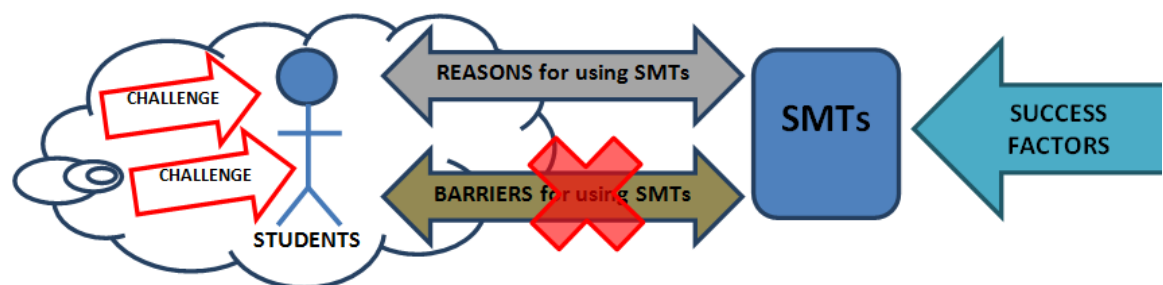 CHALLENGE
CHALLENGE
STUDENTS
REASONS for using SMTs
BARRIERS for using SMTs
SMTs
SUCCESS
FACTORS